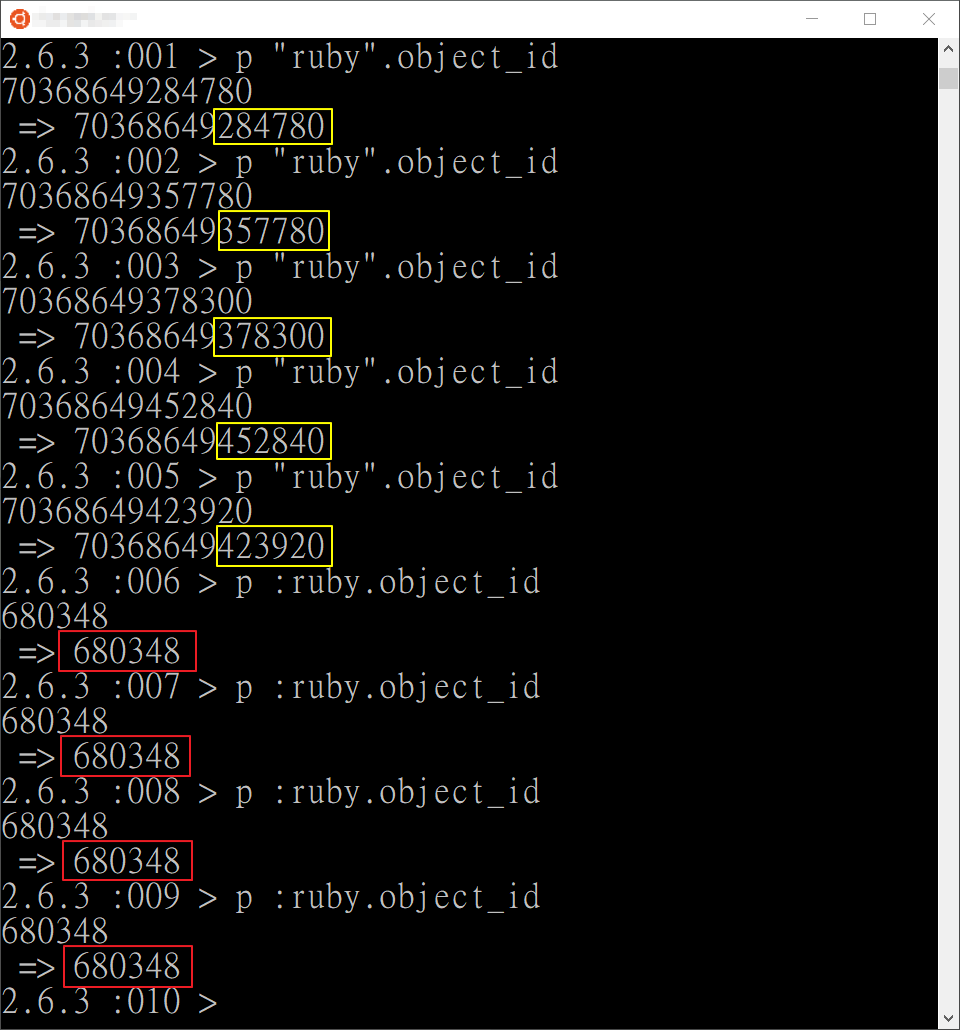 2.6.3 :001 > p "ruby".object_id
70368649284780
 => 70368649284780
2.6.3 :002 > p "ruby".object_id
70368649357780
 => 70368649357780
2.6.3 :003 > p "ruby".object_id
70368649378300
 => 70368649378300
2.6.3 :004 > p "ruby".object_id
70368649452840
 => 70368649452840
2.6.3 :005 > p "ruby".object_id
70368649423920
 => 70368649423920
2.6.3 :006 > p :ruby.object_id
680348
 => 680348
2.6.3 :007 > p :ruby.object_id
680348
 => 680348
2.6.3 :008 > p :ruby.object_id
680348
 => 680348
2.6.3 :009 > p :ruby.object_id
680348
 => 680348
2.6.3 :010 >